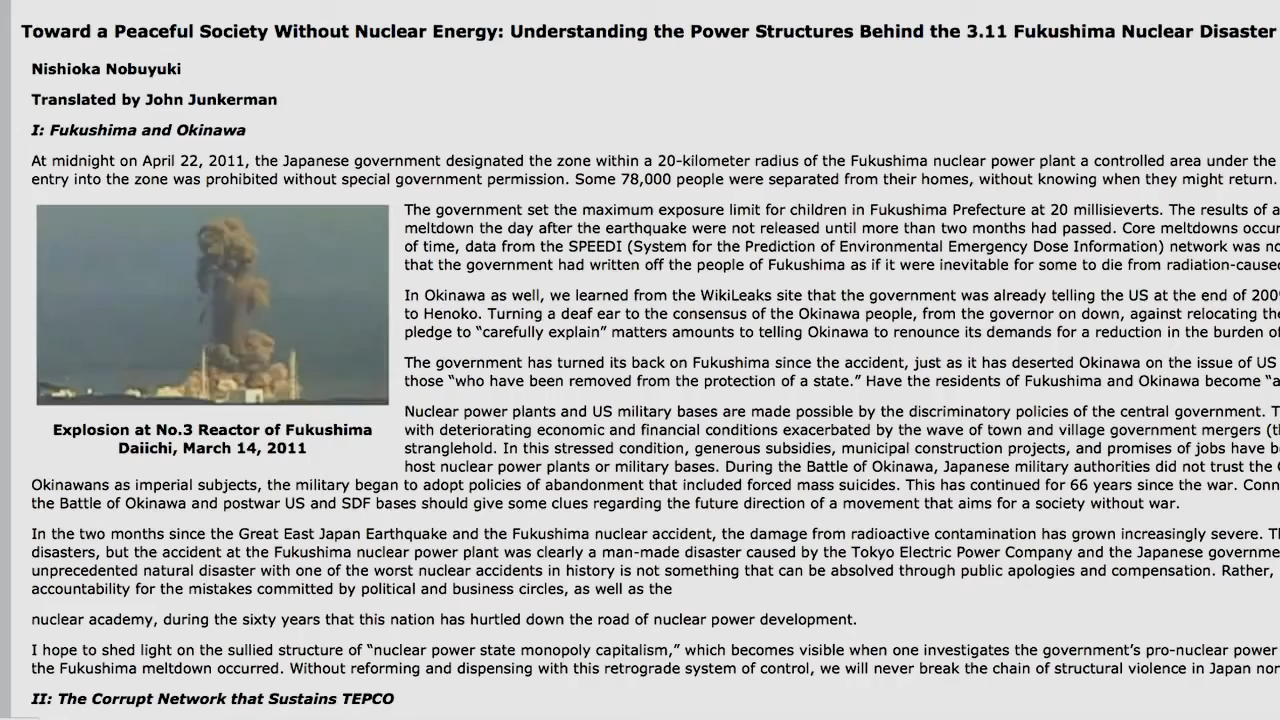 Toward a Peaceful Society Without Nuclear Energy: Understanding the Power Structures Behind the 3.11 Fukushima Nuclear Disaster
Nishioka Nobuyuki
Translated by John Junkerman
I: Fukushima and Okinawa
At midnight on April 22, 2011, the Japanese government designated the zone within a 20-kilometer radius of the Fukushima nuclear power plant a controlled area under the
entry into the zone was prohibited without special government permission. Some 78,000 people were separated from their homes, without knowing when they might return.
The government set the maximum exposure limit for children in Fukushima Prefecture at 20 millisieverts. The results of a
meltdown the day after the earthquake were not released until more than two months had passed. Core meltdowns occur
of time, data from the SPEEDI (System for the Prediction of Environmental Emergency Dose Information) network was no
that the government had written off the people of Fukushima as if it were inevitable for some to die from radiation-cause
In Okinawa as well, we learned from the WikiLeaks site that the government was already telling the US at the end of 200
to Henoko. Turning a deaf ear to the consensus of the Okinawa people, from the governor on down, against relocating the
pledge to “carefully explain” matters amounts to telling Okinawa to renounce its demands for a reduction in the burden o
The government has turned its back on Fukushima since the accident, just as it has deserted Okinawa on the issue of US
those “who have been removed from the protection of a state.” Have the residents of Fukushima and Okinawa become “a
Nuclear power plants and US military bases are made possible by the discriminatory policies of the central government. T
with deteriorating economic and financial conditions exacerbated by the wave of town and village government mergers (t
stranglehold. In this stressed condition, generous subsidies, municipal construction projects, and promises of jobs have b
host nuclear power plants or military bases. During the Battle of Okinawa, Japanese military authorities did not trust the
Explosion at No.3 Reactor of Fukushima
Daiichi, March 14, 2011
Okinawans as imperial subjects, the military began to adopt policies of abandonment that included forced mass suicides. This has continued for 66 years since the war. Conn
the Battle of Okinawa and postwar US and SDF bases should give some clues regarding the future direction of a movement that aims for a society without war.
In the two months since the Great East Japan Earthquake and the Fukushima nuclear accident, the damage from radioactive contamination has grown increasingly severe. T
disasters, but the accident at the Fukushima nuclear power plant was clearly a man-made disaster caused by the Tokyo Electric Power Company and the Japanese governme
unprecedented natural disaster with one of the worst nuclear accidents in history is not something that can be absolved through public apologies and compensation. Rather,
accountability for the mistakes committed by political and business circles, as well as the
nuclear academy, during the sixty years that this nation has hurtled down the road of nuclear power development.
I hope to shed light on the sullied structure of “nuclear power state monopoly capitalism,” which becomes visible when one investigates the government’s pro-nuclear power
the Fukushima meltdown occurred. Without reforming and dispensing with this retrograde system of control, we will never break the chain of structural violence in Japan nor
II: The Corrupt Network that Sustains TEPCO